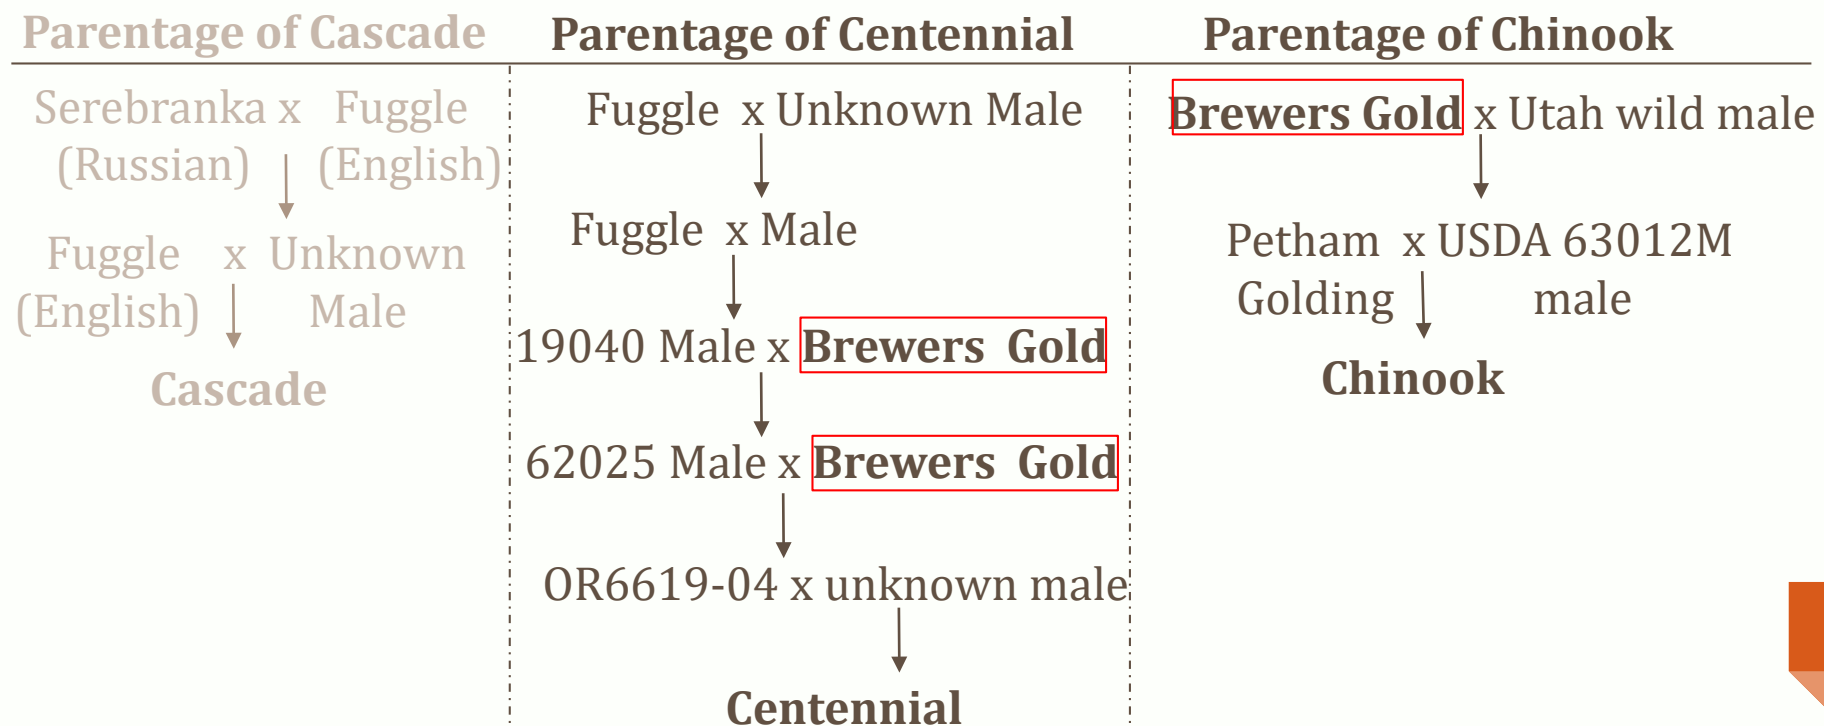 Parentage of Cascade
Serebranka x Fuggle
(Russian) (English)
Fuggle x Unknown
(English) Male
Cascade
Parentage of Centennial
Fuggle x Unknown Male
Fuggle x Male
19040 Male x Brewers Gold
62025 Male x Brewers Gold
OR6619-04 x unknown male
Centennial
Parentage of Chinook
Brewers Gold x Utah wild male
Petham x USDA 63012M
Golding male
Chinook